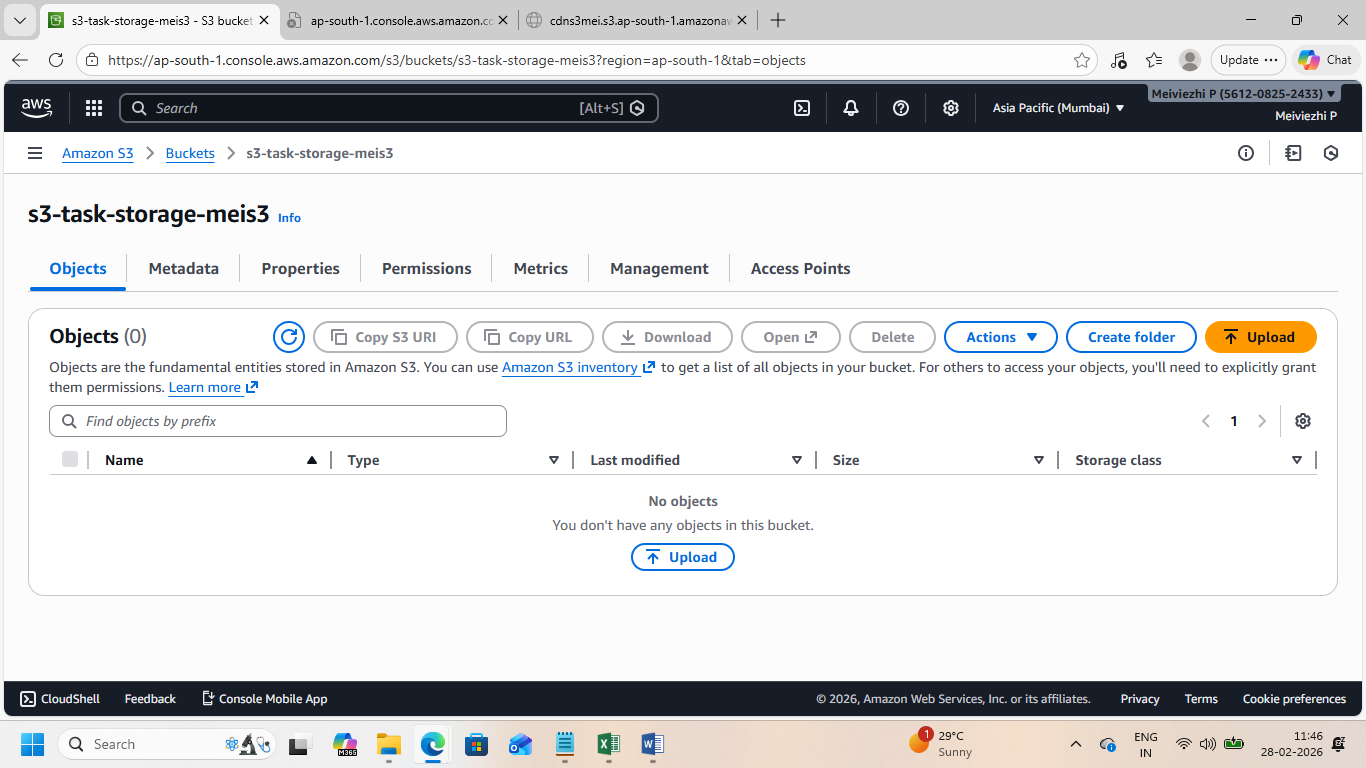 s3-task-storage-meis3 - S3 bucket
ap-south-1.console.aws.amazon.co
cdns3mei.s3.ap-south-1.amazonaw
https://ap-south-1.console.aws.amazon.com/s3/buckets/s3-task-storage-meis3?region=ap-south-1&tab=objects
Update
Chat
aws
Search
[Alt+S]
Asia Pacific (Mumbai)
Meiviezhi P (5612-0825-2433)
Meiviezhi P
Amazon S3
Buckets
s3-task-storage-meis3
s3-task-storage-meis3 Info
Objects
Metadata
Properties
Permissions
Metrics
Management
Access Points
Objects (0)
Copy S3 URI
Copy URL
Download
Open
Delete
Actions
Create folder
Upload
Objects are the fundamental entities stored in Amazon S3. You can use Amazon S3 inventory to get a list of all objects in your bucket. For others to access your objects, you'll need to explicitly grant
them permissions. Learn more
Find objects by prefix
1
Name
Type
Last modified
Size
Storage class
No objects
You don't have any objects in this bucket.
Upload
CloudShell
Feedback
Console Mobile App
© 2026, Amazon Web Services, Inc. or its affiliates.
Privacy
Terms
Cookie preferences
Search
M365
1
29°C
Sunny
ENG
IN
11:46
28-02-2026